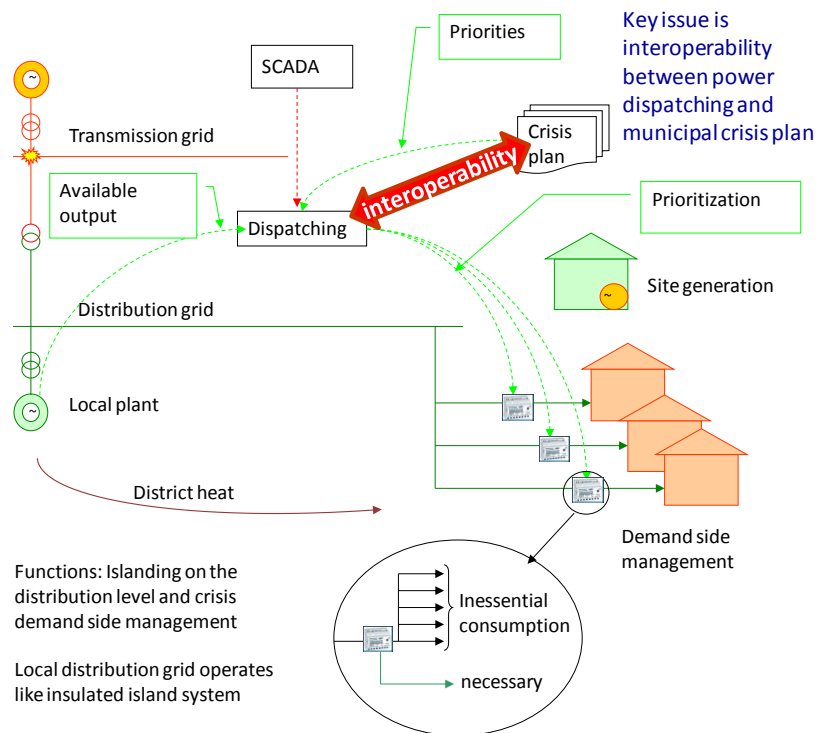 Key issue is
interoperability
between power
dispatching and
municipal crisis plan
Priorities
SCADA
~
Crisis
plan
Transmission grid
interoperability
Available
output
Prioritization
Dispatching
~
Site generation
Distribution grid
~
Local plant
District heat
Demand side
management
Functions: Islanding on the
distribution level and crisis
demand side management
Inessential
consumption
Local distribution grid operates
like insulated island system
necessary